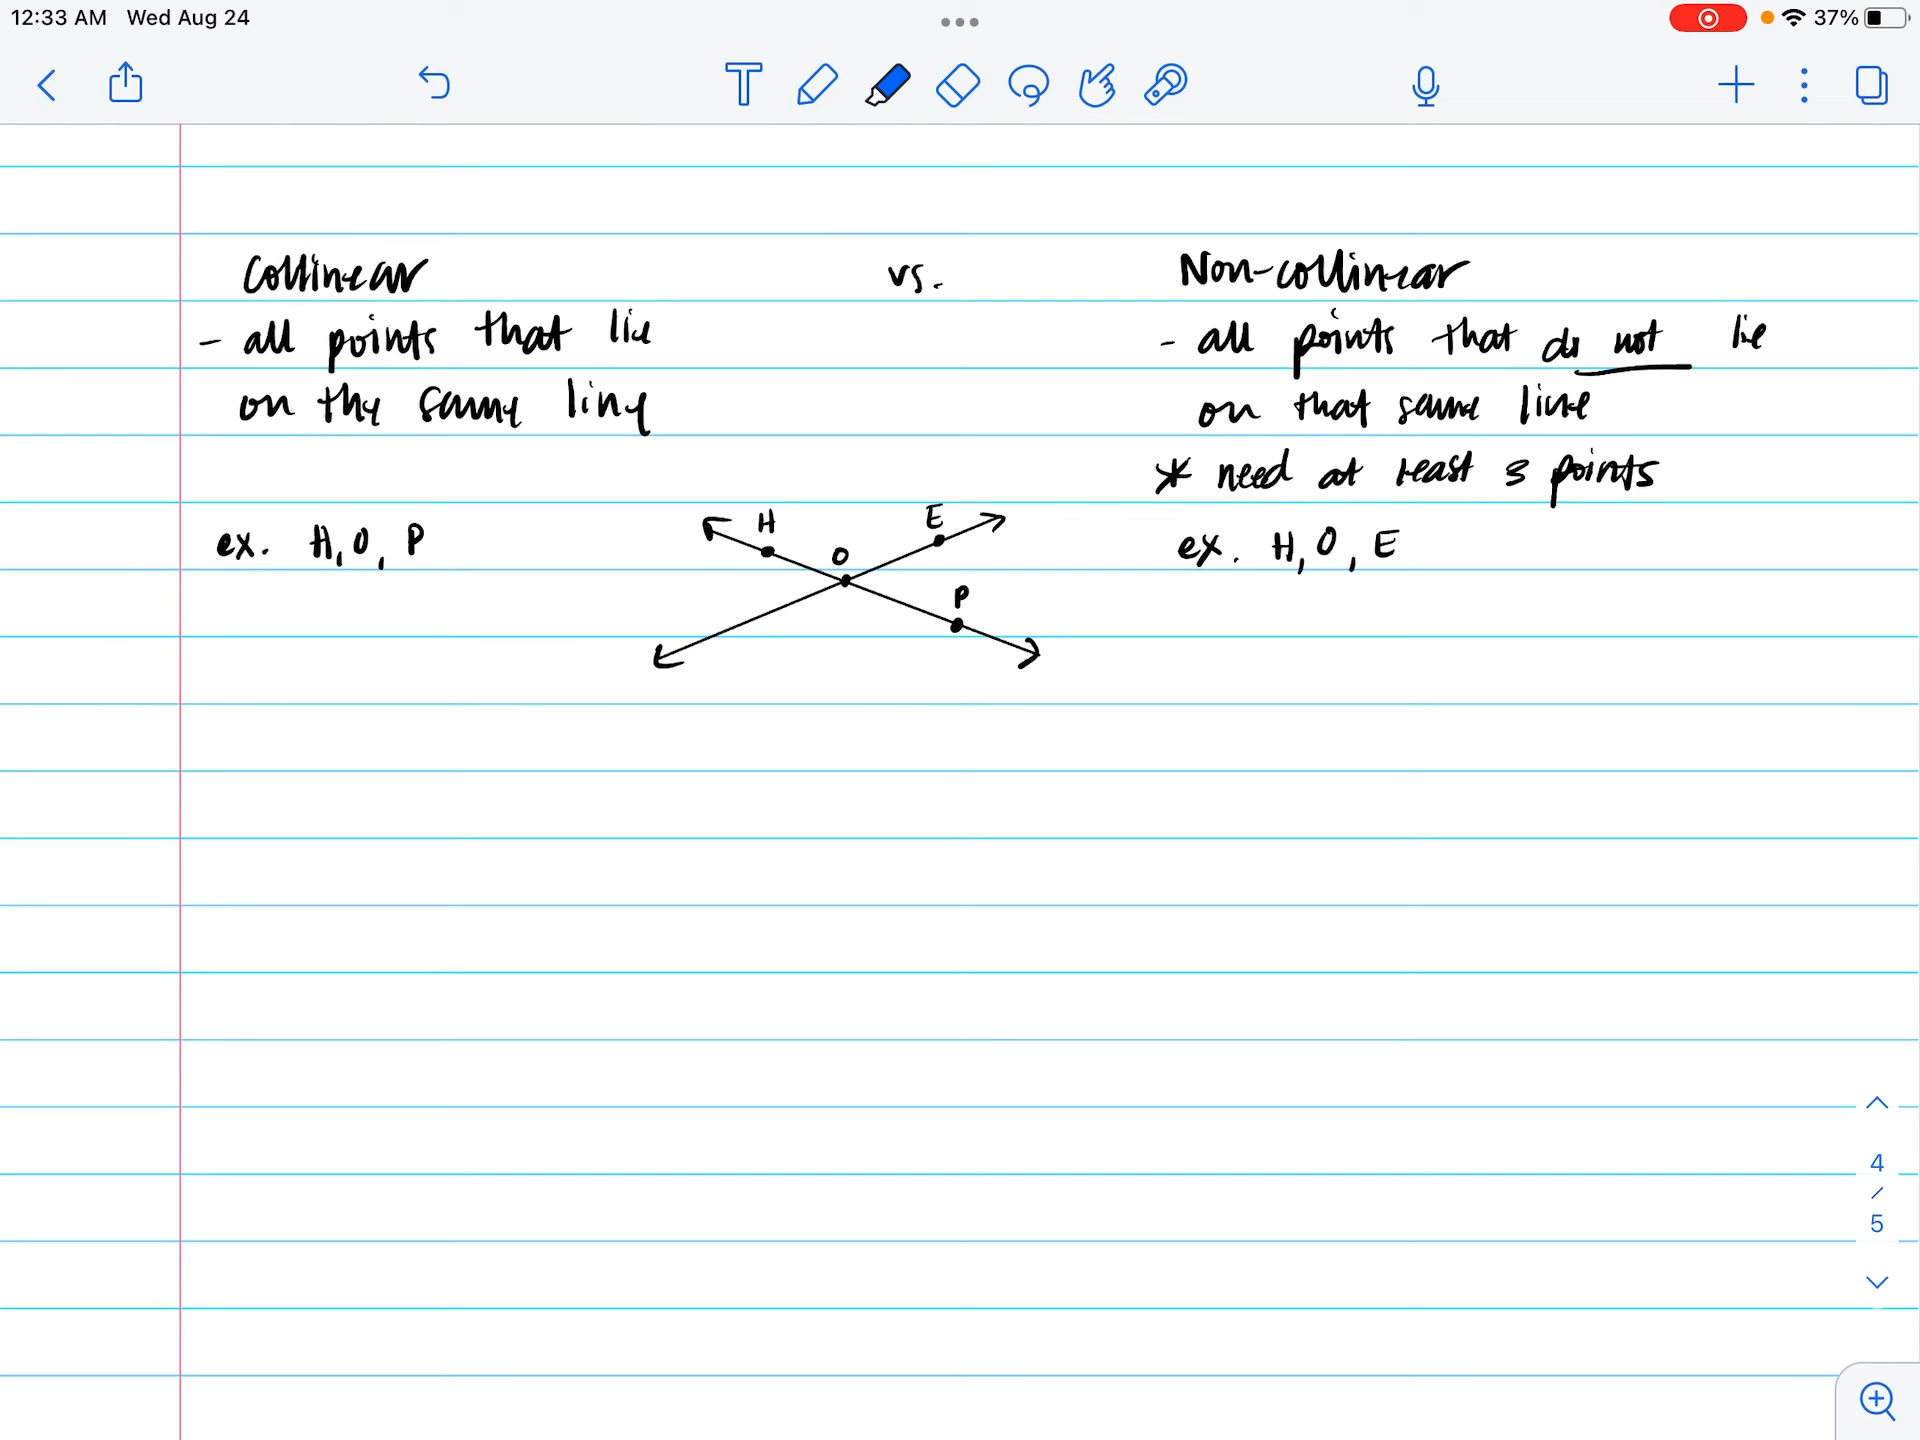 12:33 AM Wed Aug 24
37%
T
Collinear vs. Non-collinear
- all points that lie
on the same line
- all points that do not lie
on that same line
* need at least 3 points
ex. H, O, P
H
E
O
P
ex. H, O, E
4
/
5